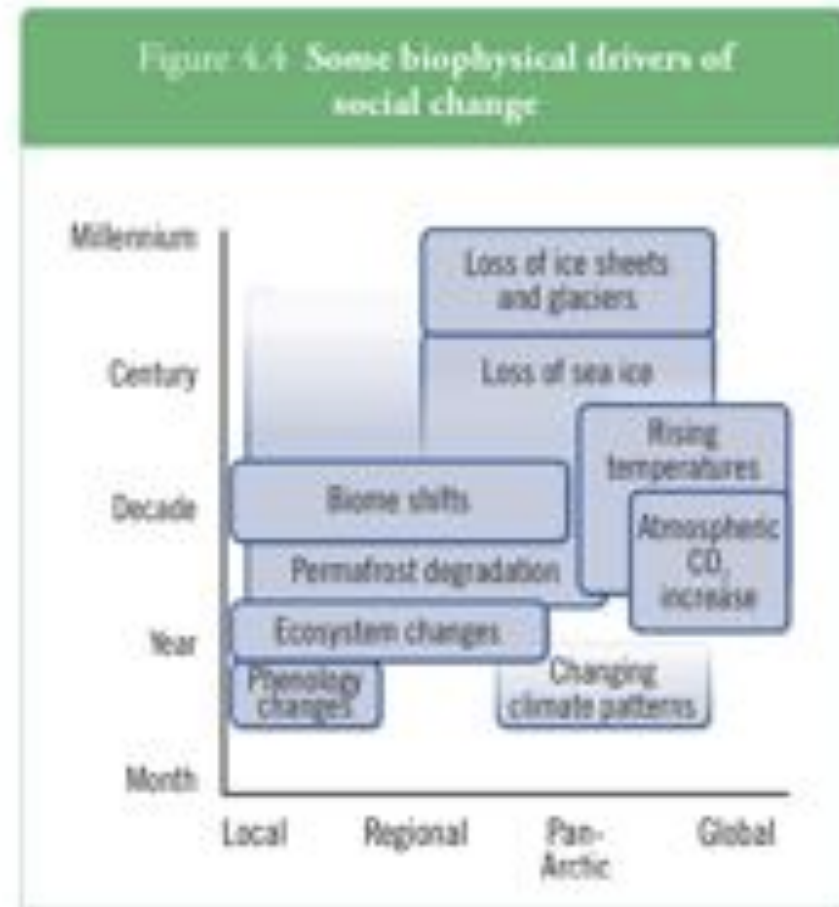 Figure 4.4 Some biophysical drivers of
social change
Millennium
Century
Decade
Year
Month
Loss of ice sheets
and glaciers
Loss of sea ice
Rising
temperatures
Biome shifts
Atmospheric
CO₂
increase
Permafrost degradation
Ecosystem changes
Phenology
changes
Changing
climate patterns
Local
Regional
Pan-
Arctic
Global